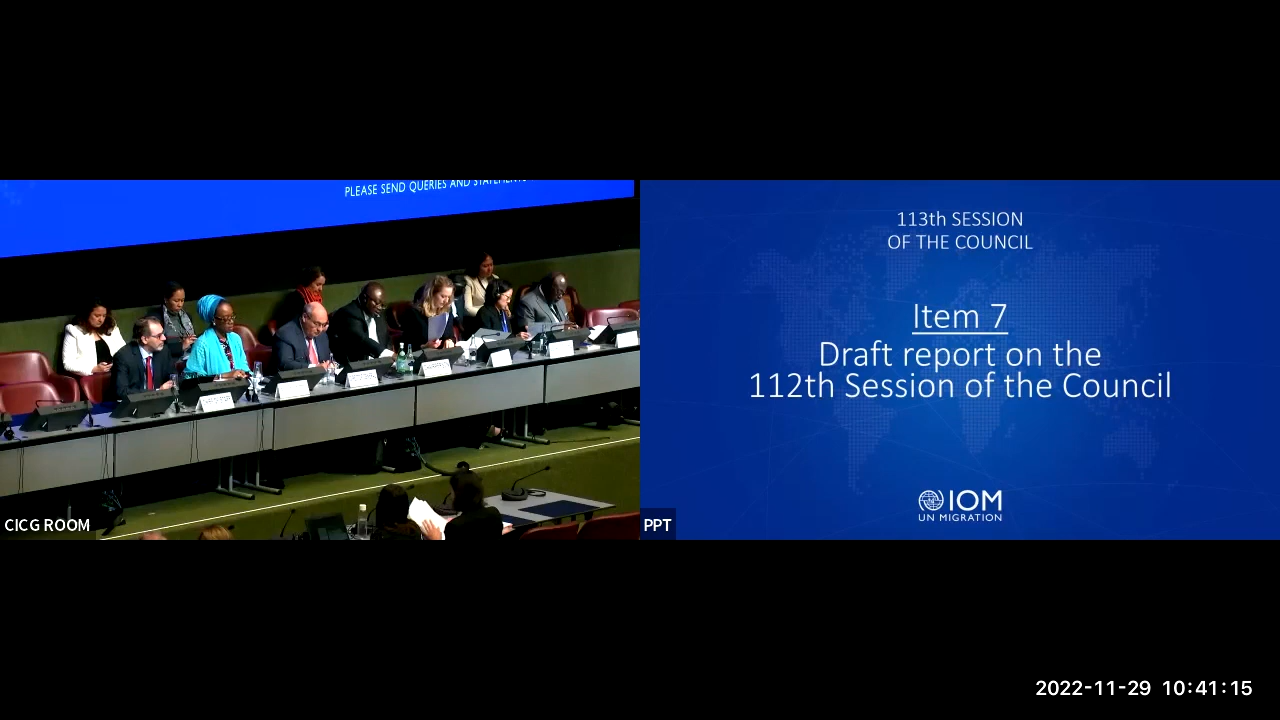 PLEASE SEND QUERIES AND STATEMENTS
CICG ROOM
113th SESSION
OF THE COUNCIL
Item 7
Draft report on the
112th Session of the Council
IOM
UN MIGRATION
PPT
2022-11-29 10:41:15